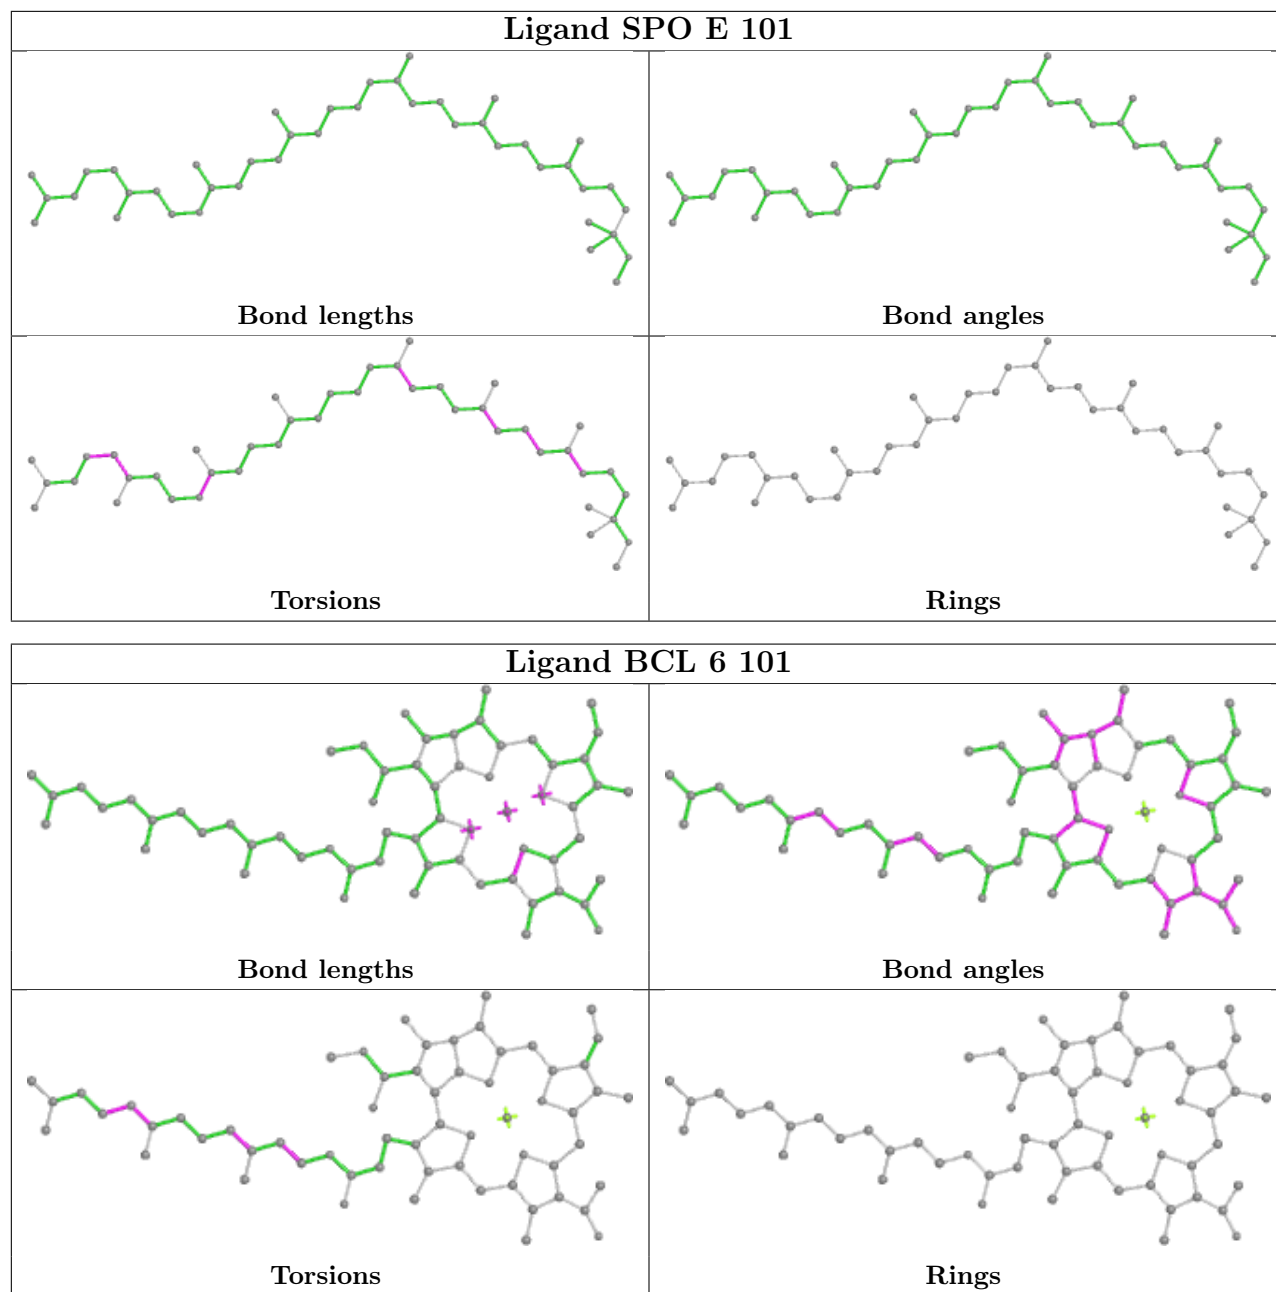 Ligand SPO E 101
Bond lengths
Bond angles
Torsions
Rings
Ligand BCL 6 101
Bond lengths
Bond angles
Torsions
Rings